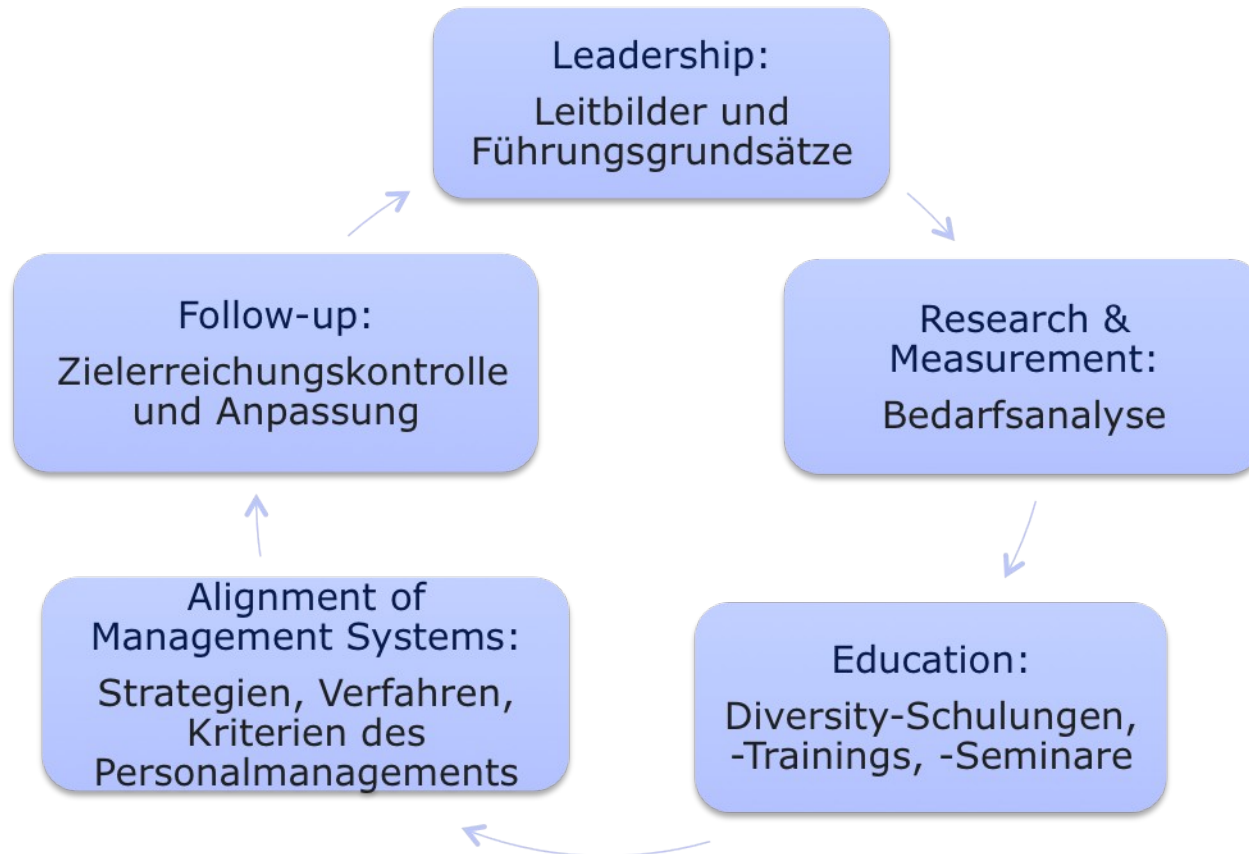 Leadership:
Leitbilder und
Führungsgrundsätze
Research &
Measurement:
Bedarfsanalyse
Education:
Diversity-Schulungen,
-Trainings, -Seminare
Alignment of
Management Systems:
Strategien, Verfahren,
Kriterien des
Personalmanagements
Follow-up:
Zielerreichungskontrolle
und Anpassung